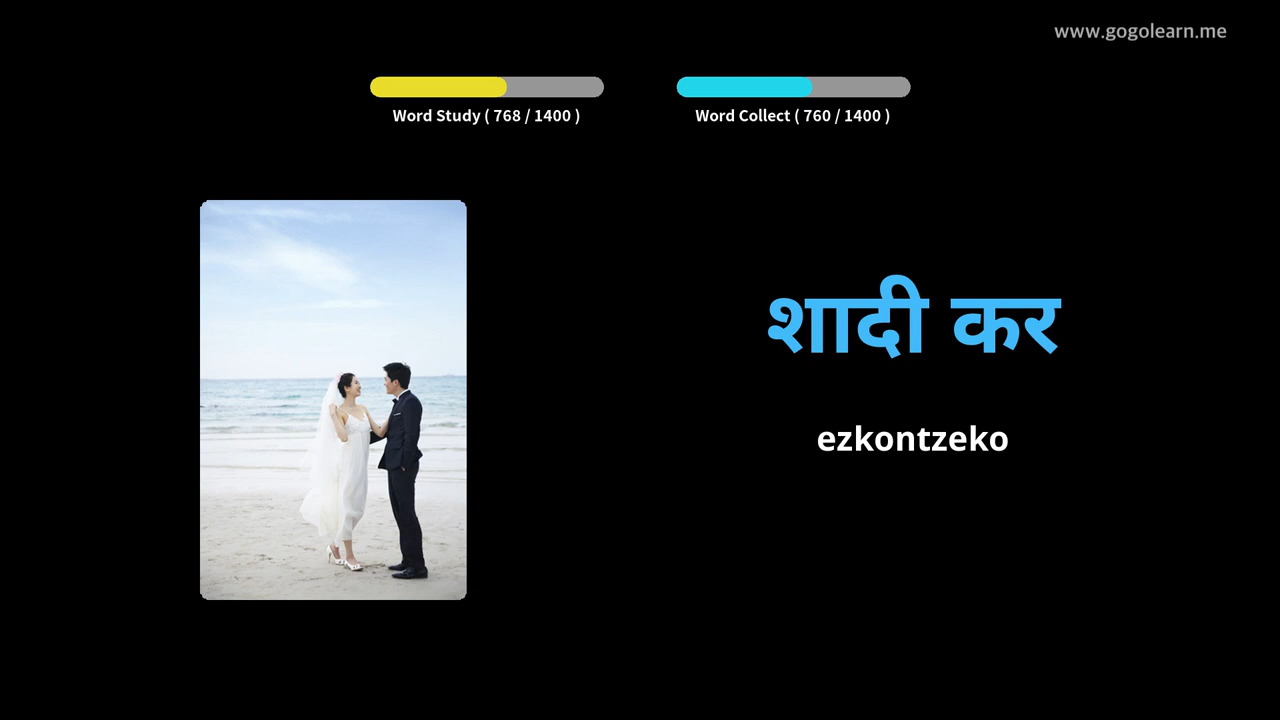 www.gogolearn.me
Word Study ( 768 / 1400 )
Word Collect ( 760 / 1400 )
शादी कर
ezkontzeko